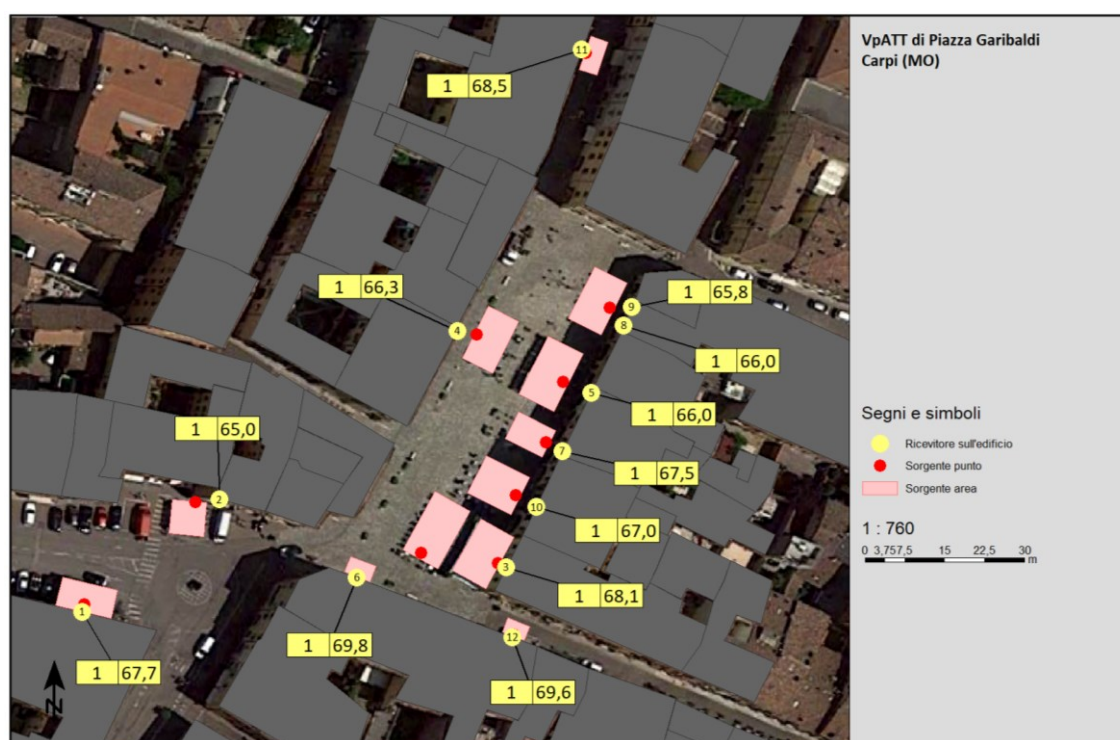 VpATT di Piazza Garibaldi
Carpi (MO)
11
1 68,5
1 66,3
4
9
1 65,8
8
1 66,0
5
1 66,0
1 65,0
2
7
1 67,5
10
1 67,0
3
1 68,1
6
1 69,8
12
1 69,6
1
1 67,7
N
Segni e simboli
Ricevitore sull'edificio
Sorgente punto
Sorgente area
1 : 760
0 3,757,5 15 22,5 30
m